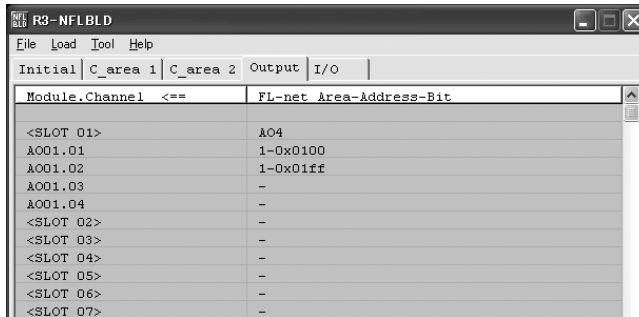 R3-NFLBLD
File Load Tool Help
Initial C_area 1 C_area 2 Output I/O
Module.Channel <== FL-net Area-Address-Bit
<SLOT 01> AO4
AO01.01 1-0x0100
AO01.02 1-0x01ff
AO01.03 -
AO01.04 -
<SLOT 02> -
<SLOT 03> -
<SLOT 04> -
<SLOT 05> -
<SLOT 06> -
<SLOT 07> -